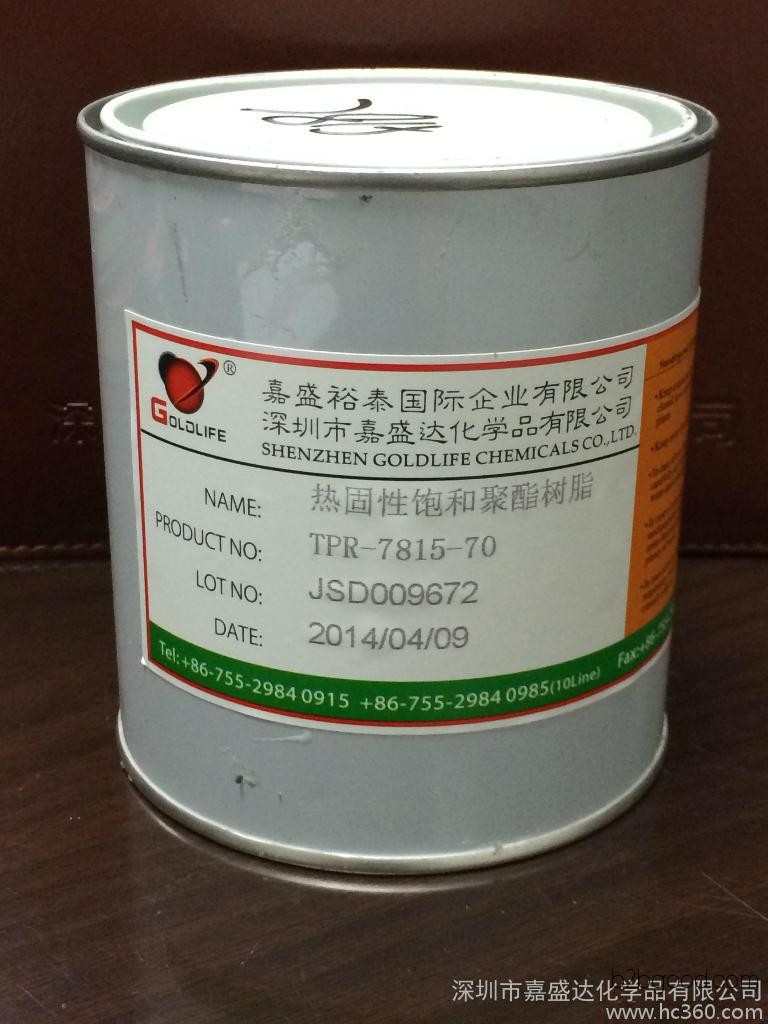 GOLDLIFE ®
嘉盛裕泰国际企业有限公司
深圳市嘉盛达化学品有限公司
SHENZHEN GOLDLIFE CHEMICALS CO.,LTD.
NAME: 热固性饱和聚酯树脂
PRODUCT NO: TPR-7815-70
LOT NO: JSD009672
DATE: 2014/04/09
Tel: +86-755-2984 0915 +86-755-2984 0985(10Line) Fax:+86-75
深圳市嘉盛达化学品有限公司
www.hc360.com